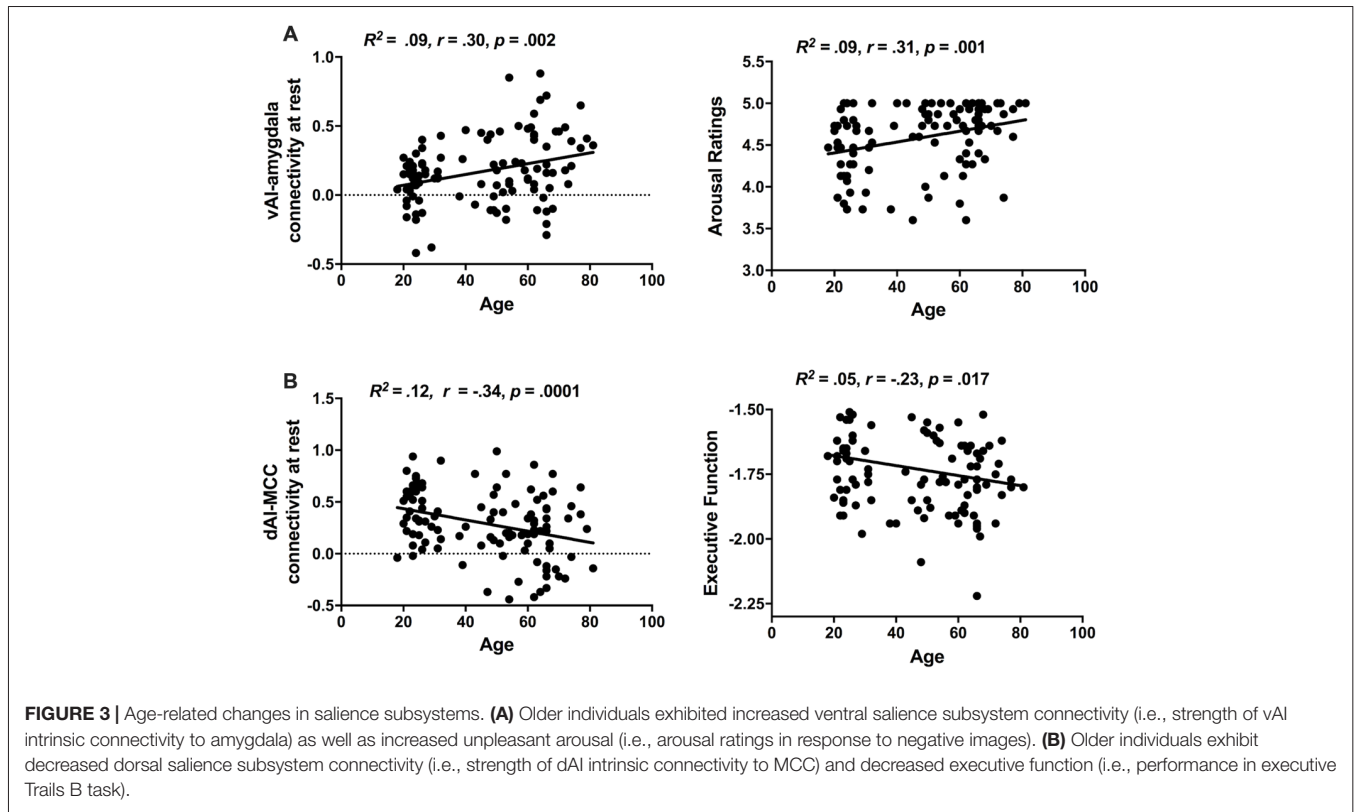 A
R² = .09, r = .30, p = .002
vAI-amygdala
connectivity at rest
1.0
0.5
0.0
-0.5
0 20 40 60 80 100
Age
R² = .09, r = .31, p = .001
Arousal Ratings
5.5
5.0
4.5
4.0
3.5
3.0
0 20 40 60 80 100
Age
B
R² = .12, r = -.34, p = .0001
dAI-MCC
connectivity at rest
1.5
1.0
0.5
0.0
-0.5
0 20 40 60 80 100
Age
R² = .05, r = -.23, p = .017
Executive Function
-1.50
-1.75
-2.00
-2.25
0 20 40 60 80 100
Age
FIGURE 3 | Age-related changes in salience subsystems. (A) Older individuals exhibited increased ventral salience subsystem connectivity (i.e., strength of vAI
intrinsic connectivity to amygdala) as well as increased unpleasant arousal (i.e., arousal ratings in response to negative images). (B) Older individuals exhibit
decreased dorsal salience subsystem connectivity (i.e., strength of dAI intrinsic connectivity to MCC) and decreased executive function (i.e., performance in executive
Trails B task).